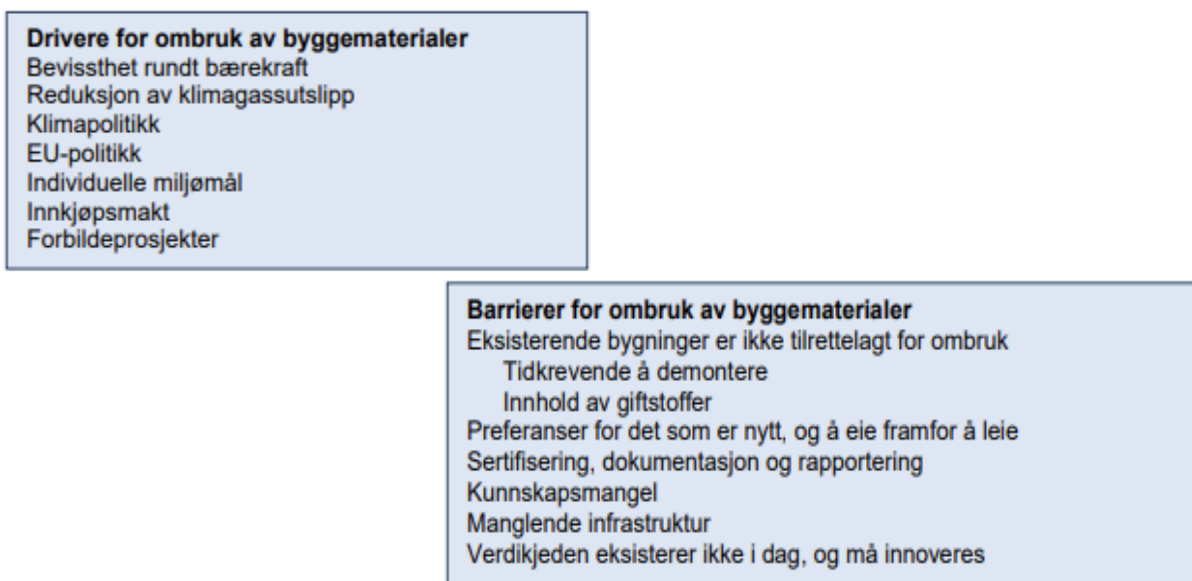 Drivere for ombruk av byggematerialer
Bevissthet rundt bærekraft
Reduksjon av klimagassutslipp
Klimapolitikk
EU-politikk
Individuelle miljømål
Innkjøpsmakt
Forbildeprosjekter
Barrierer for ombruk av byggematerialer
Eksisterende bygninger er ikke tilrettelagt for ombruk
Tidkrevende å demontere
Innhold av giftstoffer
Preferanser for det som er nytt, og å eie framfor å leie
Sertifisering, dokumentasjon og rapportering
Kunnskapsmangel
Manglende infrastruktur
Verdikjeden eksisterer ikke i dag, og må innoveres